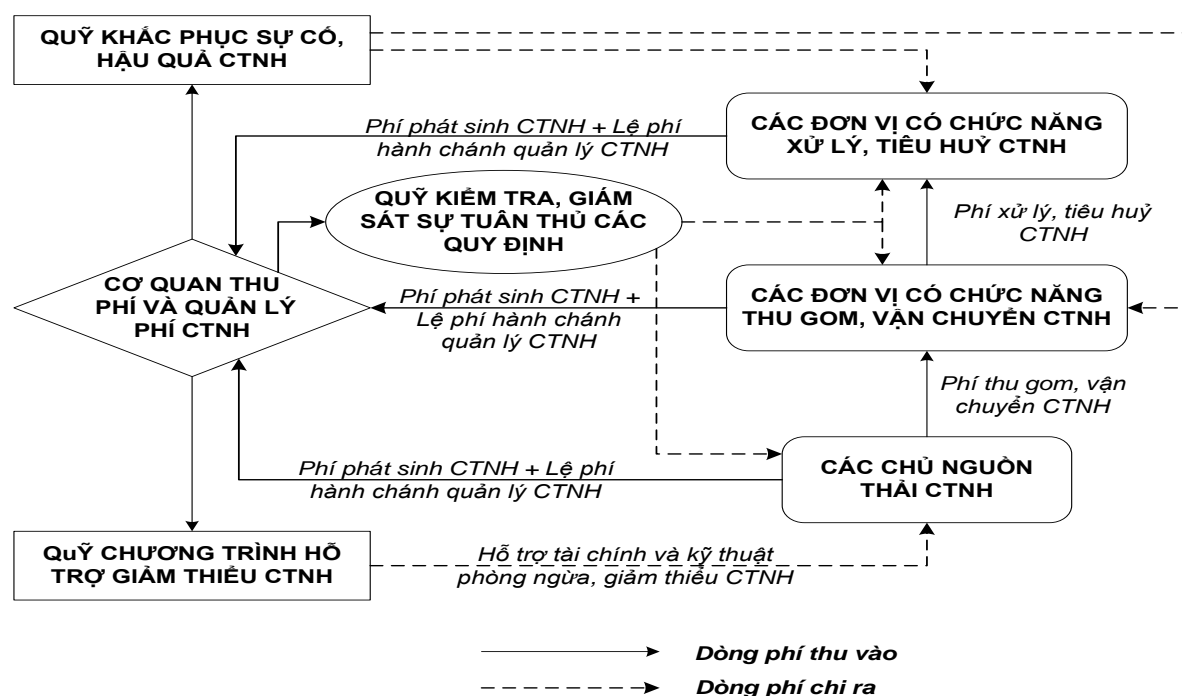 QUỸ KHẮC PHỤC SỰ CỐ,
HẬU QUẢ CTNH
CÁC ĐƠN VỊ CÓ CHỨC NĂNG
XỬ LÝ, TIÊU HUỶ CTNH
Phí phát sinh CTNH + Lệ phí
hành chánh quản lý CTNH
QUỸ KIỂM TRA, GIÁM
SÁT SỰ TUÂN THỦ CÁC
QUY ĐỊNH
Phí xử lý, tiêu huỷ
CTNH
CƠ QUAN THU
PHÍ VÀ QUẢN LÝ
PHÍ CTNH
Phí phát sinh CTNH +
Lệ phí hành chánh
quản lý CTNH
CÁC ĐƠN VỊ CÓ CHỨC NĂNG
THU GOM, VẬN CHUYỂN CTNH
Phí thu gom, vận
chuyển CTNH
Phí phát sinh CTNH + Lệ phí
hành chánh quản lý CTNH
CÁC CHỦ NGUỒN
THẢI CTNH
QuỸ CHƯƠNG TRÌNH HỖ
TRỢ GIẢM THIỂU CTNH
Hỗ trợ tài chính và kỹ thuật
phòng ngừa, giảm thiểu CTNH
Dòng phí thu vào
Dòng phí chi ra